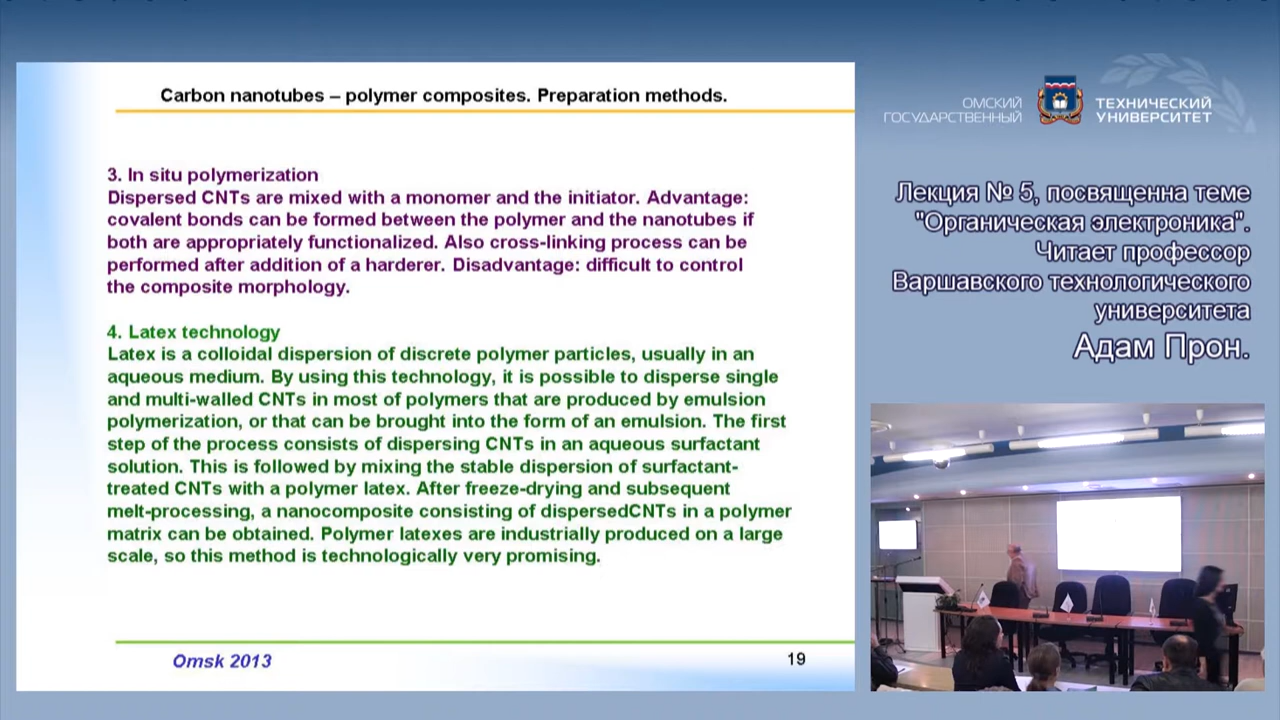 Carbon nanotubes – polymer composites. Preparation methods.
3. In situ polymerization
Dispersed CNTs are mixed with a monomer and the initiator. Advantage:
covalent bonds can be formed between the polymer and the nanotubes if
both are appropriately functionalized. Also cross-linking process can be
performed after addition of a harderer. Disadvantage: difficult to control
the composite morphology.
4. Latex technology
Latex is a colloidal dispersion of discrete polymer particles, usually in an
aqueous medium. By using this technology, it is possible to disperse single
and multi-walled CNTs in most of polymers that are produced by emulsion
polymerization, or that can be brought into the form of an emulsion. The first
step of the process consists of dispersing CNTs in an aqueous surfactant
solution. This is followed by mixing the stable dispersion of surfactant-
treated CNTs with a polymer latex. After freeze-drying and subsequent
melt-processing, a nanocomposite consisting of dispersedCNTs in a polymer
matrix can be obtained. Polymer latexes are industrially produced on a large
scale, so this method is technologically very promising.
Omsk 2013
19
ОМСКИЙ
ГОСУДАРСТВЕННЫЙ
ТЕХНИЧЕСКИЙ
УНИВЕРСИТЕТ
Лекция № 5, посвященна теме
"Органическая электроника".
Читает профессор
Варшавского технологического
университета
Адам Прон.